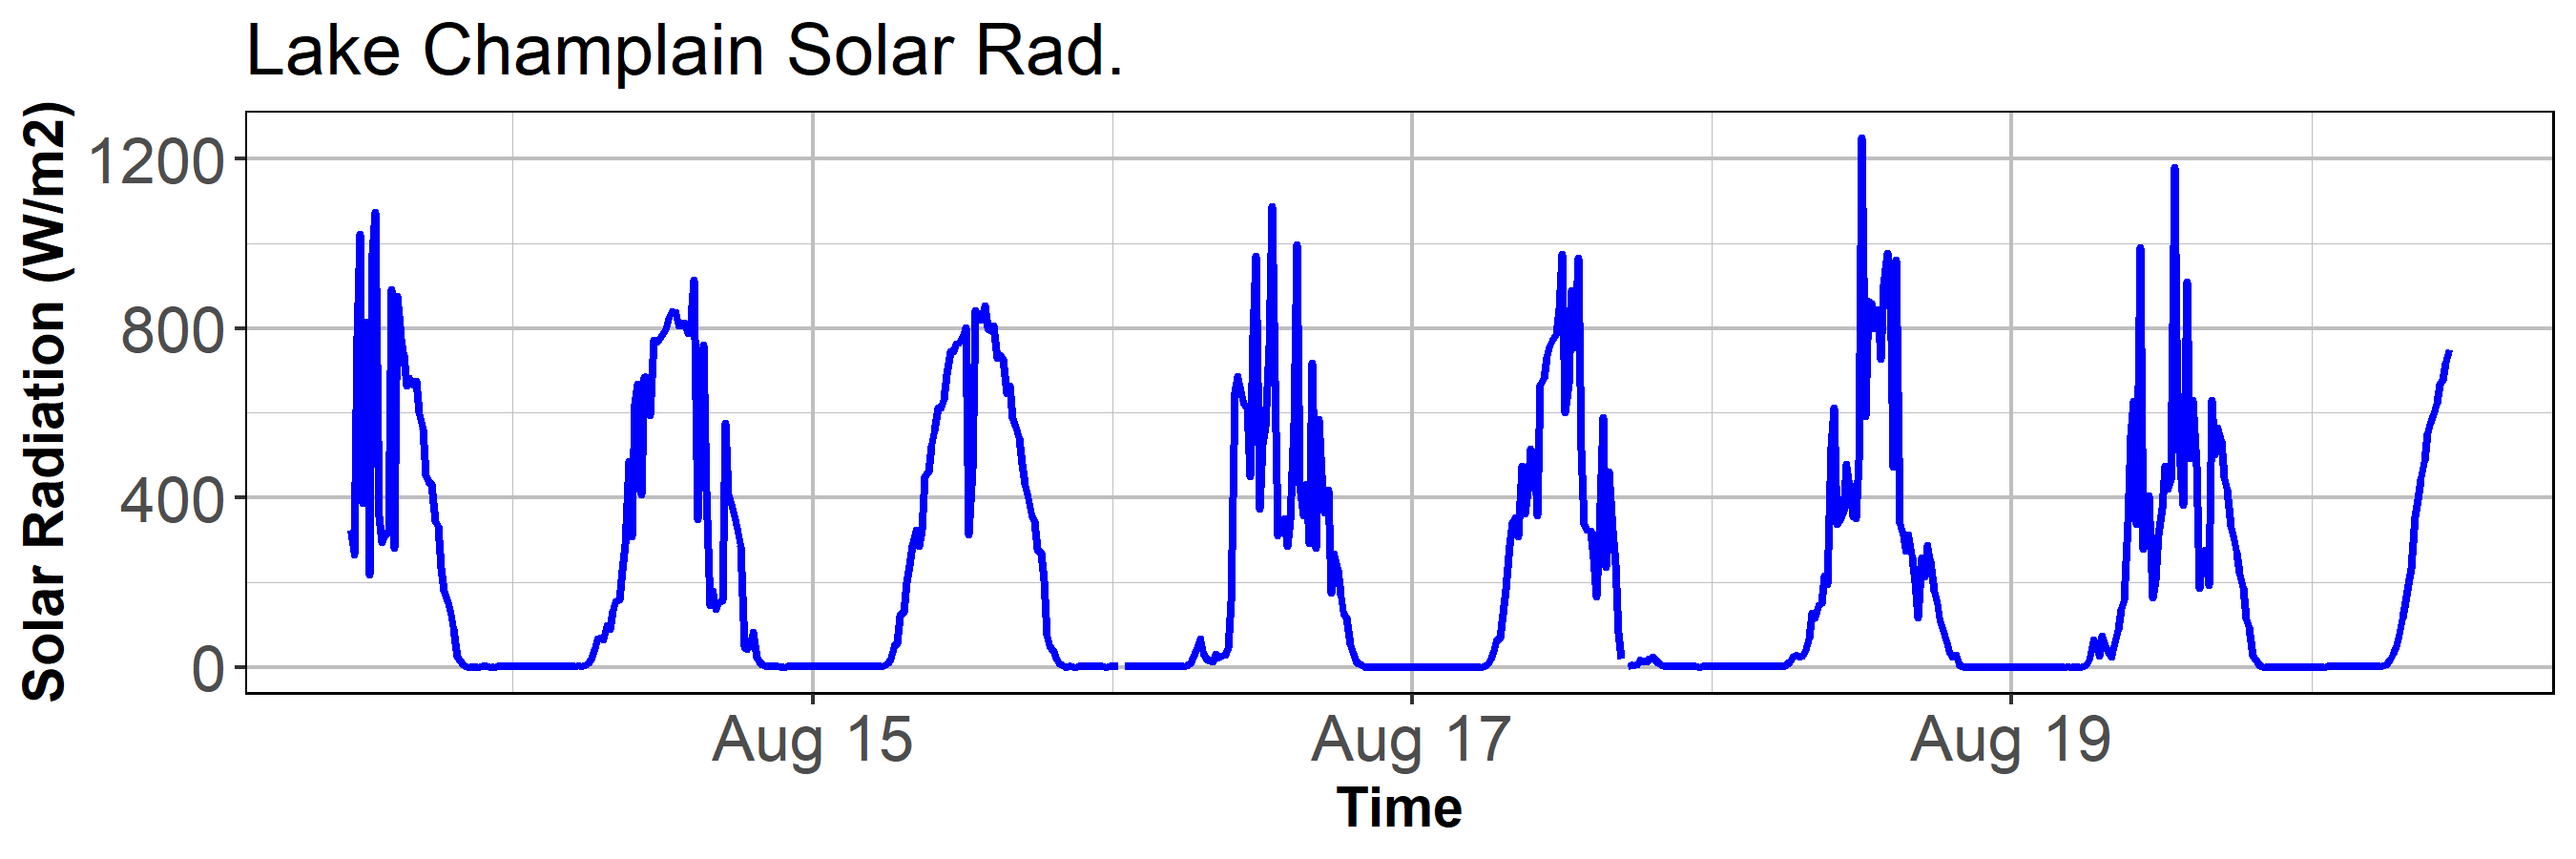 Lake Champlain Solar Rad.
Solar Radiation (W/m2)
1200
800
400
0
Aug 15
Aug 17
Aug 19
Time